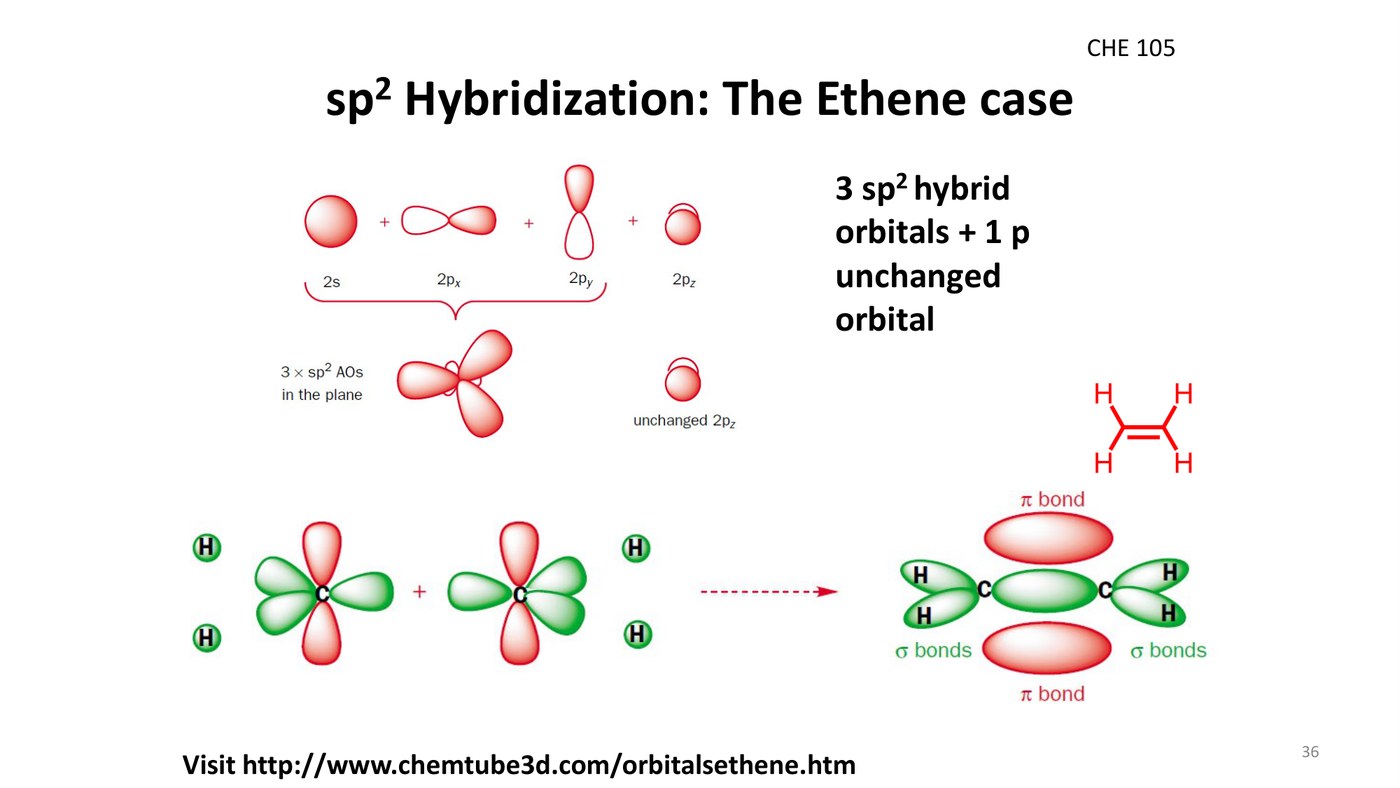 CHE 105
sp² Hybridization: The Ethene case
+ + +
2s 2pₓ 2py 2pz
3 × sp² AOs
in the plane
unchanged 2pz
3 sp² hybrid
orbitals + 1 p
unchanged
orbital
H H
H H
π bond
H C + C H
H H
H C C H
H H
σ bonds σ bonds
π bond
Visit http://www.chemtube3d.com/orbitalsethene.htm
36